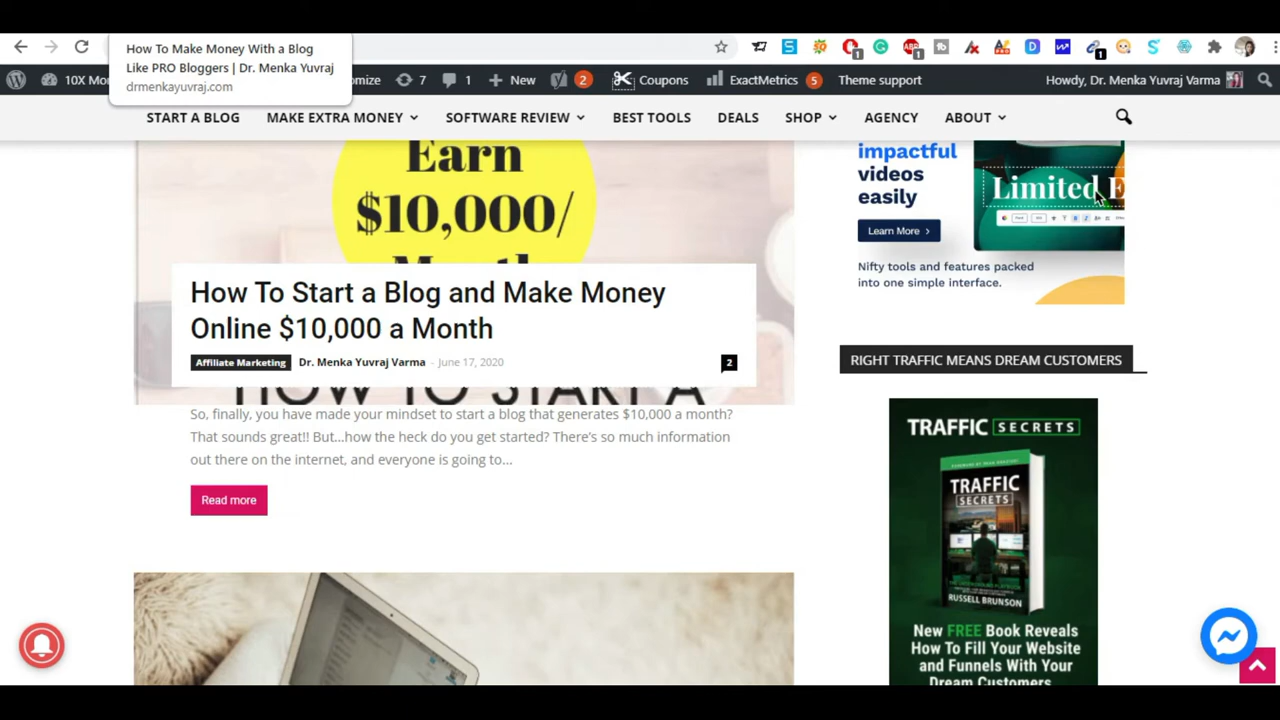 How To Make Money With a Blog
Like PRO Bloggers | Dr. Menka Yuvraj
drmenkayuvraj.com
1
1
1
10X Mo
mize
7
1
New
2
Coupons
ExactMetrics
5
Theme support
Howdy, Dr. Menka Yuvraj Varma
START A BLOG
MAKE EXTRA MONEY
SOFTWARE REVIEW
BEST TOOLS
DEALS
SHOP
AGENCY
ABOUT
Earn
$10,000/
How To Start a Blog and Make Money
Online $10,000 a Month
Affiliate Marketing
Dr. Menka Yuvraj Varma
- June 17, 2020
2
HOW TO START A
So, finally, you have made your mindset to start a blog that generates $10,000 a month?
That sounds great!! But...how the heck do you get started? There's so much information
out there on the internet, and everyone is going to...
Read more
impactful
videos
easily
Learn More >
Limited E
Nifty tools and features packed
into one simple interface.
RIGHT TRAFFIC MEANS DREAM CUSTOMERS
TRAFFIC SECRETS
TRAFFIC
SECRETS
RUSSELL BRUNSON
New FREE Book Reveals
How To Fill Your Website
and Funnels With Your
Dream Customers